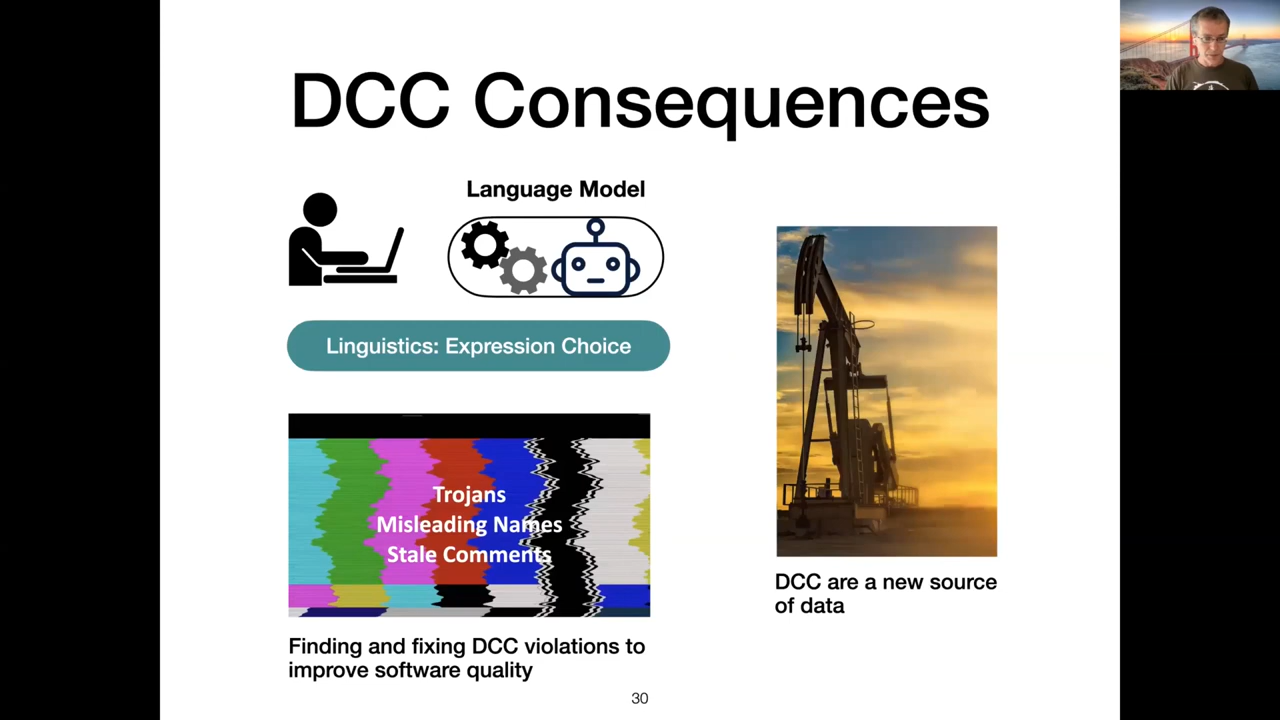 DCC Consequences
Language Model
Linguistics: Expression Choice
Trojans
Misleading Names
Stale Comments
Finding and fixing DCC violations to
improve software quality
DCC are a new source
of data
30